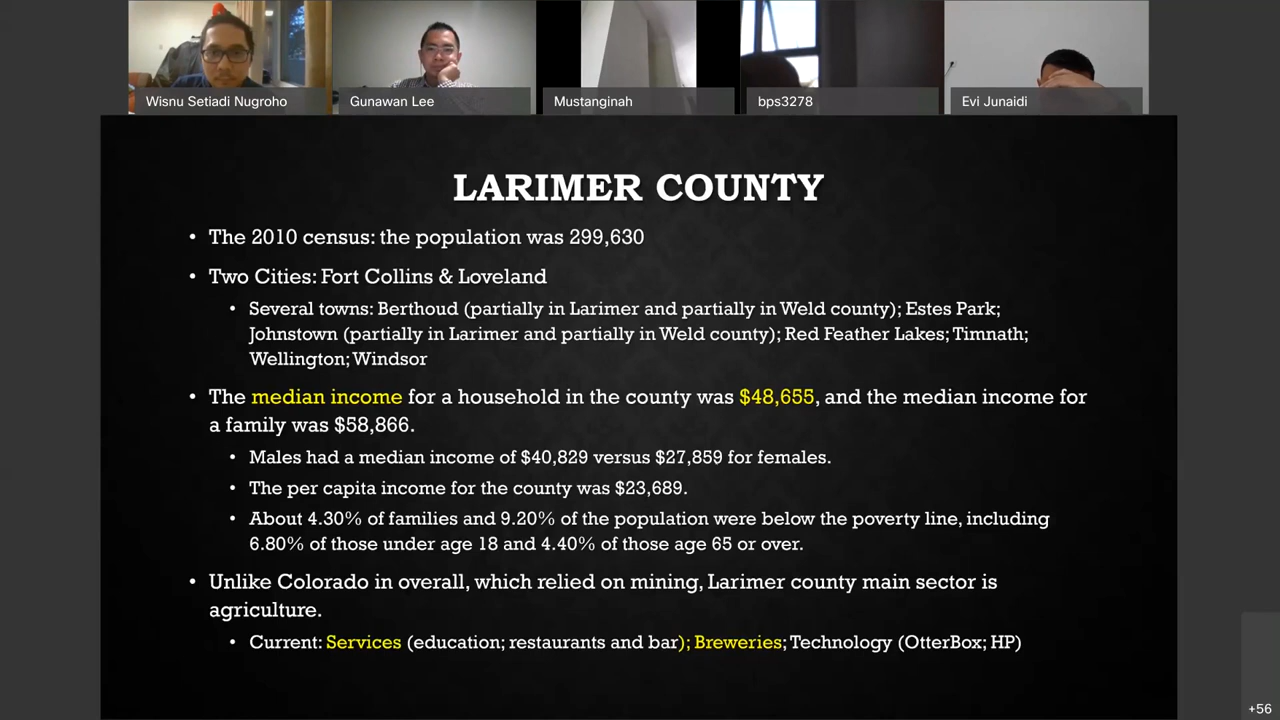 Wisnu Setiadi Nugroho
Gunawan Lee
Mustanginah
bps3278
Evi Junaidi
LARIMER COUNTY
• The 2010 census: the population was 299,630
• Two Cities: Fort Collins & Loveland
• Several towns: Berthoud (partially in Larimer and partially in Weld county); Estes Park;
Johnstown (partially in Larimer and partially in Weld county); Red Feather Lakes; Timnath;
Wellington; Windsor
• The median income for a household in the county was $48,655, and the median income for
a family was $58,866.
• Males had a median income of $40,829 versus $27,859 for females.
• The per capita income for the county was $23,689.
• About 4.30% of families and 9.20% of the population were below the poverty line, including
6.80% of those under age 18 and 4.40% of those age 65 or over.
• Unlike Colorado in overall, which relied on mining, Larimer county main sector is
agriculture.
• Current: Services (education; restaurants and bar); Breweries; Technology (OtterBox; HP)
+56